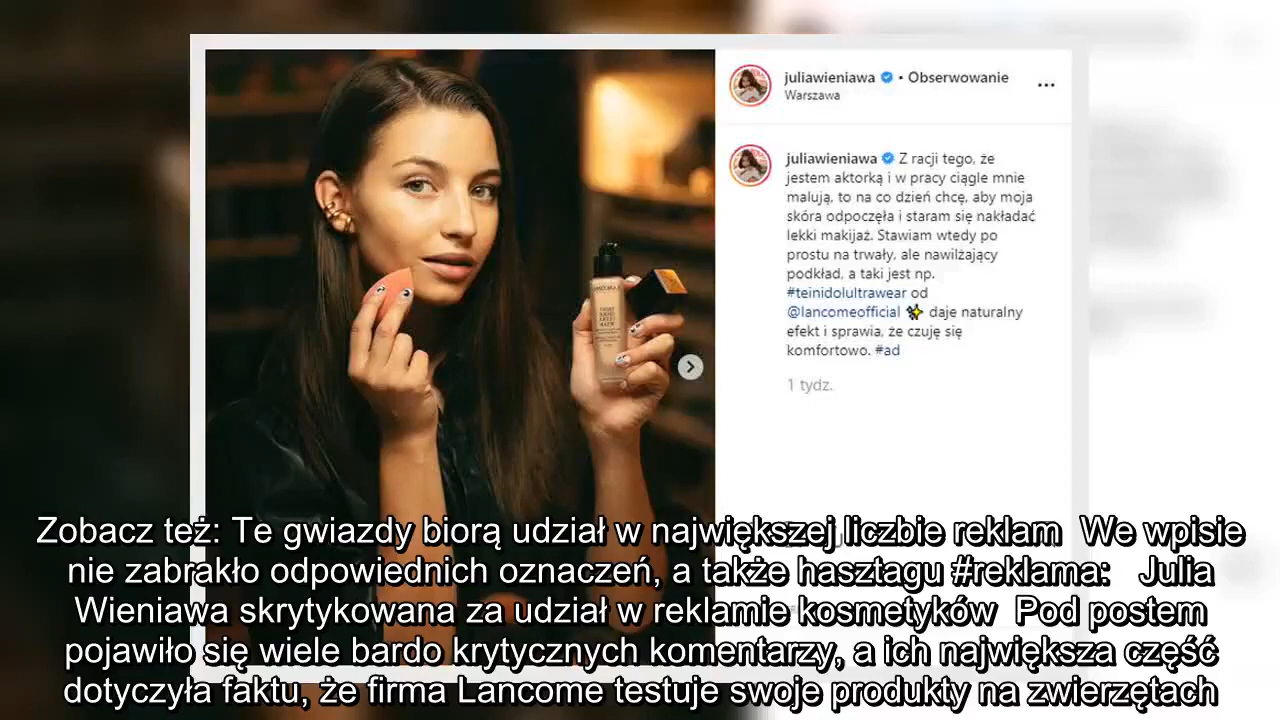 juliawieniawa • Obserwowanie
Warszawa
juliawieniawa Z racji tego, że
jestem aktorką i w pracy ciągle mnie
malują, to na co dzień chcę, aby moja
skóra odpoczęła i staram się nakładać
lekki makijaż. Stawiam wtedy po
prostu na trwały, ale nawilżający
podkład, a taki jest np.
#teinidolultrawear od
@lancomeofficial ✨ daje naturalny
efekt i sprawia, że czuję się
komfortowo. #ad
1 tydz.
Zobacz też: Te gwiazdy biorą udział w największej liczbie reklam We wpisie
nie zabrakło odpowiednich oznaczeń, a także hasztagu #reklama: Julia
Wieniawa skrytykowana za udział w reklamie kosmetyków Pod postem
pojawiło się wiele bardzo krytycznych komentarzy, a ich największa część
dotyczyła faktu, że firma Lancome testuje swoje produkty na zwierzętach